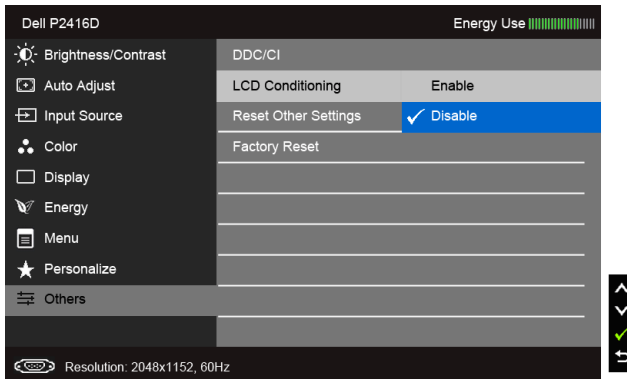 Dell P2416D
Energy Use
Brightness/Contrast
DDC/CI
Auto Adjust
LCD Conditioning
Enable
Input Source
Reset Other Settings
Disable
Color
Factory Reset
Display
Energy
Menu
Personalize
Others
Resolution: 2048x1152, 60Hz